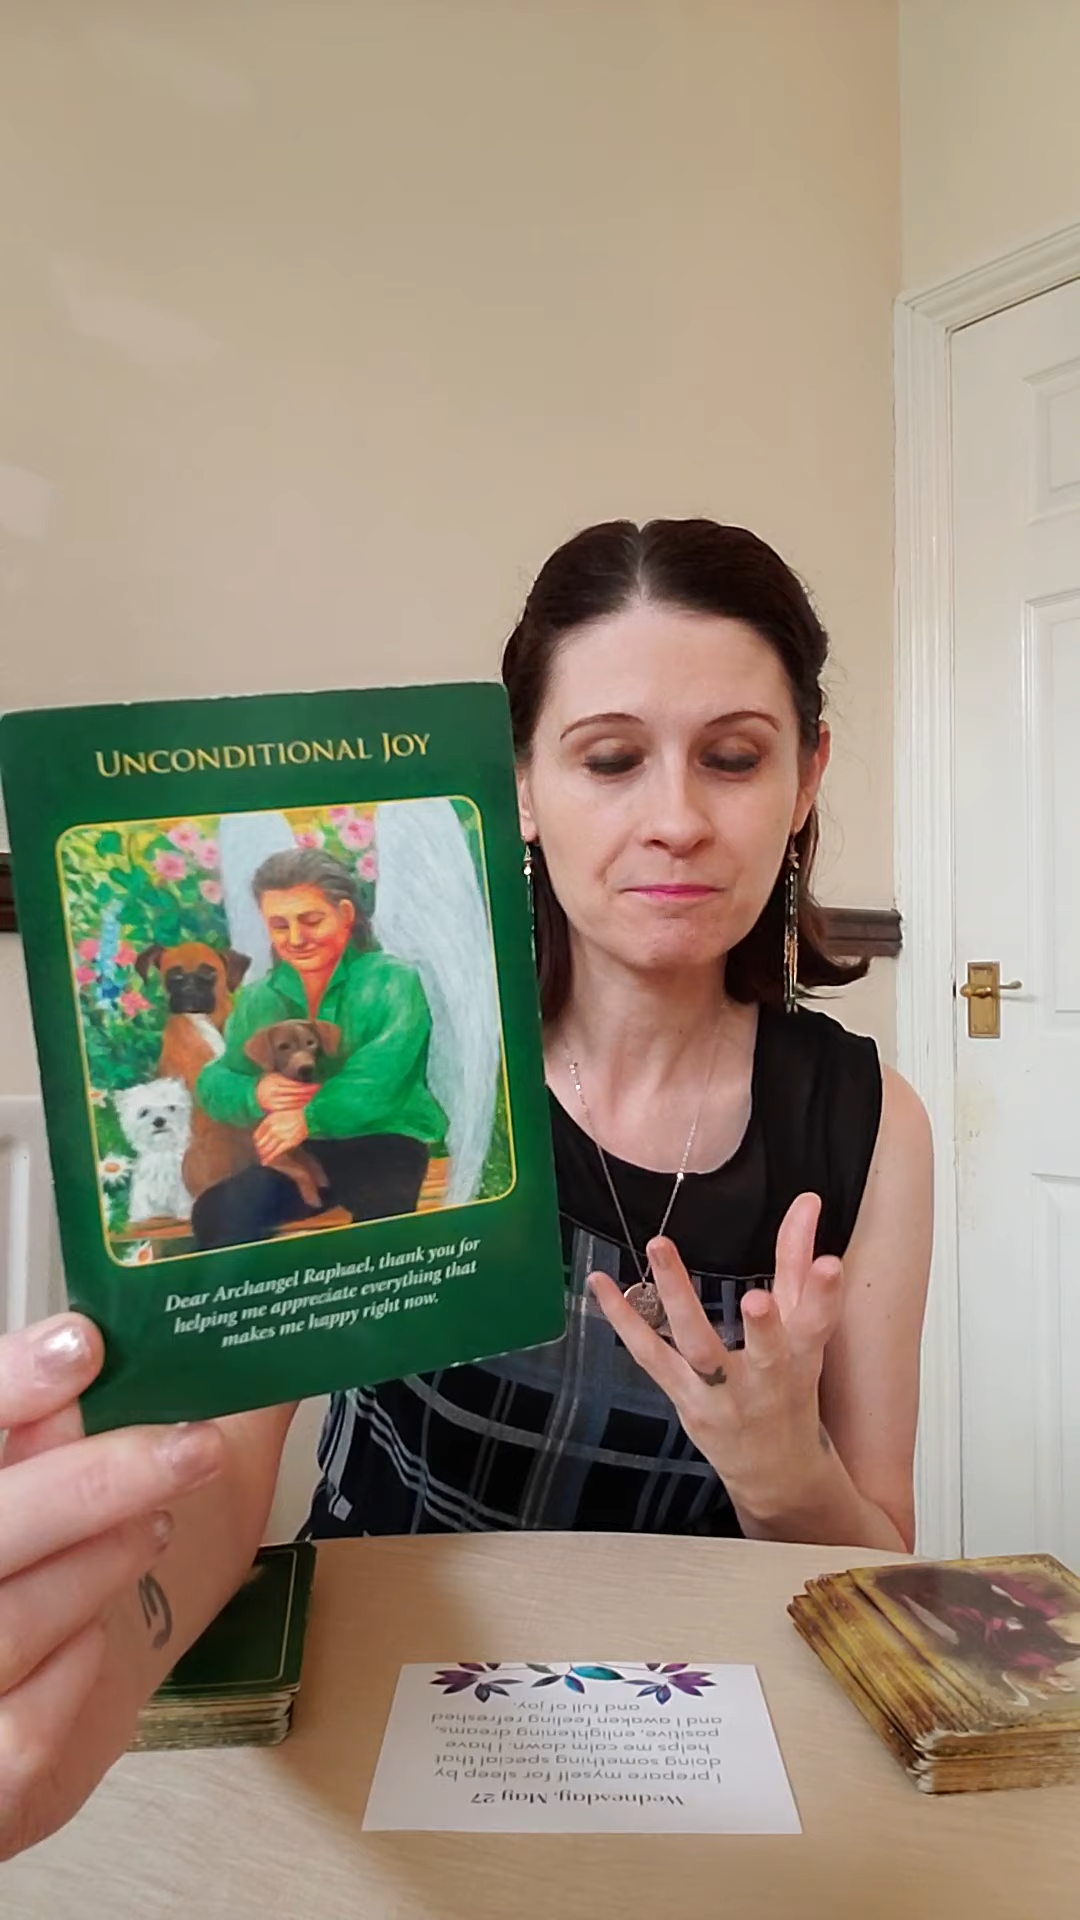 UNCONDITIONAL JOY
Dear Archangel Raphael, thank you for
helping me appreciate everything that
makes me happy right now.
Wednesday, May 27
I prepare myself for sleep by
doing something special that
helps me calm down. I have
positive, enlightening dreams,
and I awaken feeling refreshed
and full of joy.